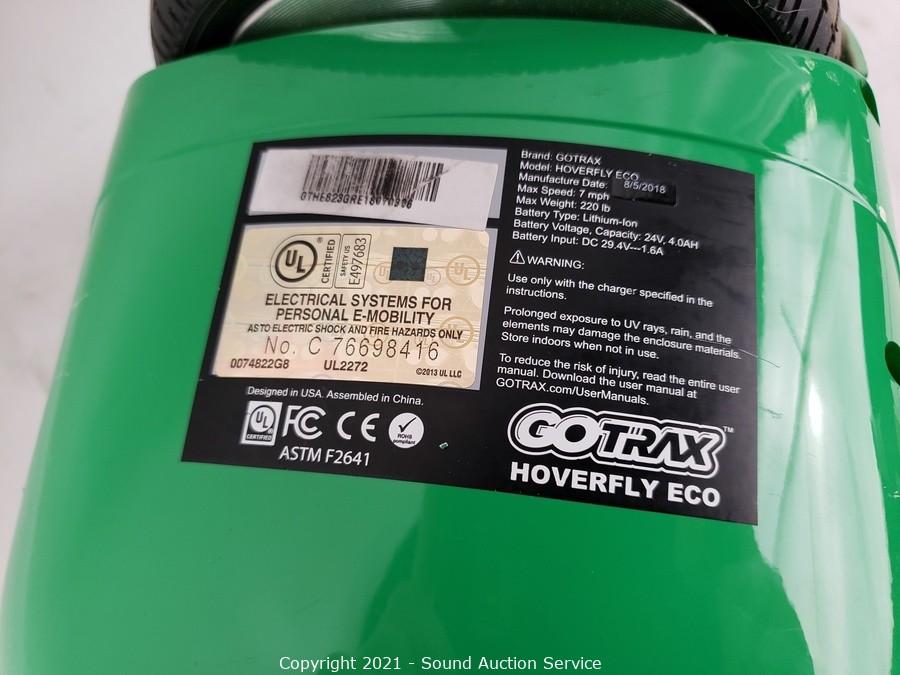 GTHE823GRE18070906
UL
®
CERTIFIED
SAFETY US
E497683
UL
ELECTRICAL SYSTEMS FOR
PERSONAL E-MOBILITY
AS TO ELECTRIC SHOCK AND FIRE HAZARDS ONLY
No. C 76698416
0074822G8 UL2272 ©2013 UL LLC
Designed in USA. Assembled in China.
UL CERTIFIED FC CE ROHS compliant
ASTM F2641
Brand: GOTRAX
Model: HOVERFLY ECO
Manufacture Date: 8/5/2018
Max Speed: 7 mph
Max Weight: 220 lb
Battery Type: Lithium-Ion
Battery Voltage, Capacity: 24V, 4.0AH
Battery Input: DC 29.4V---1.6A
⚠WARNING:
Use only with the charger specified in the
instructions.
Prolonged exposure to UV rays, rain, and the
elements may damage the enclosure materials.
Store indoors when not in use.
To reduce the risk of injury, read the entire user
manual. Download the user manual at
GOTRAX.com/UserManuals.
GOTRAX™
HOVERFLY ECO
Copyright 2021 - Sound Auction Service